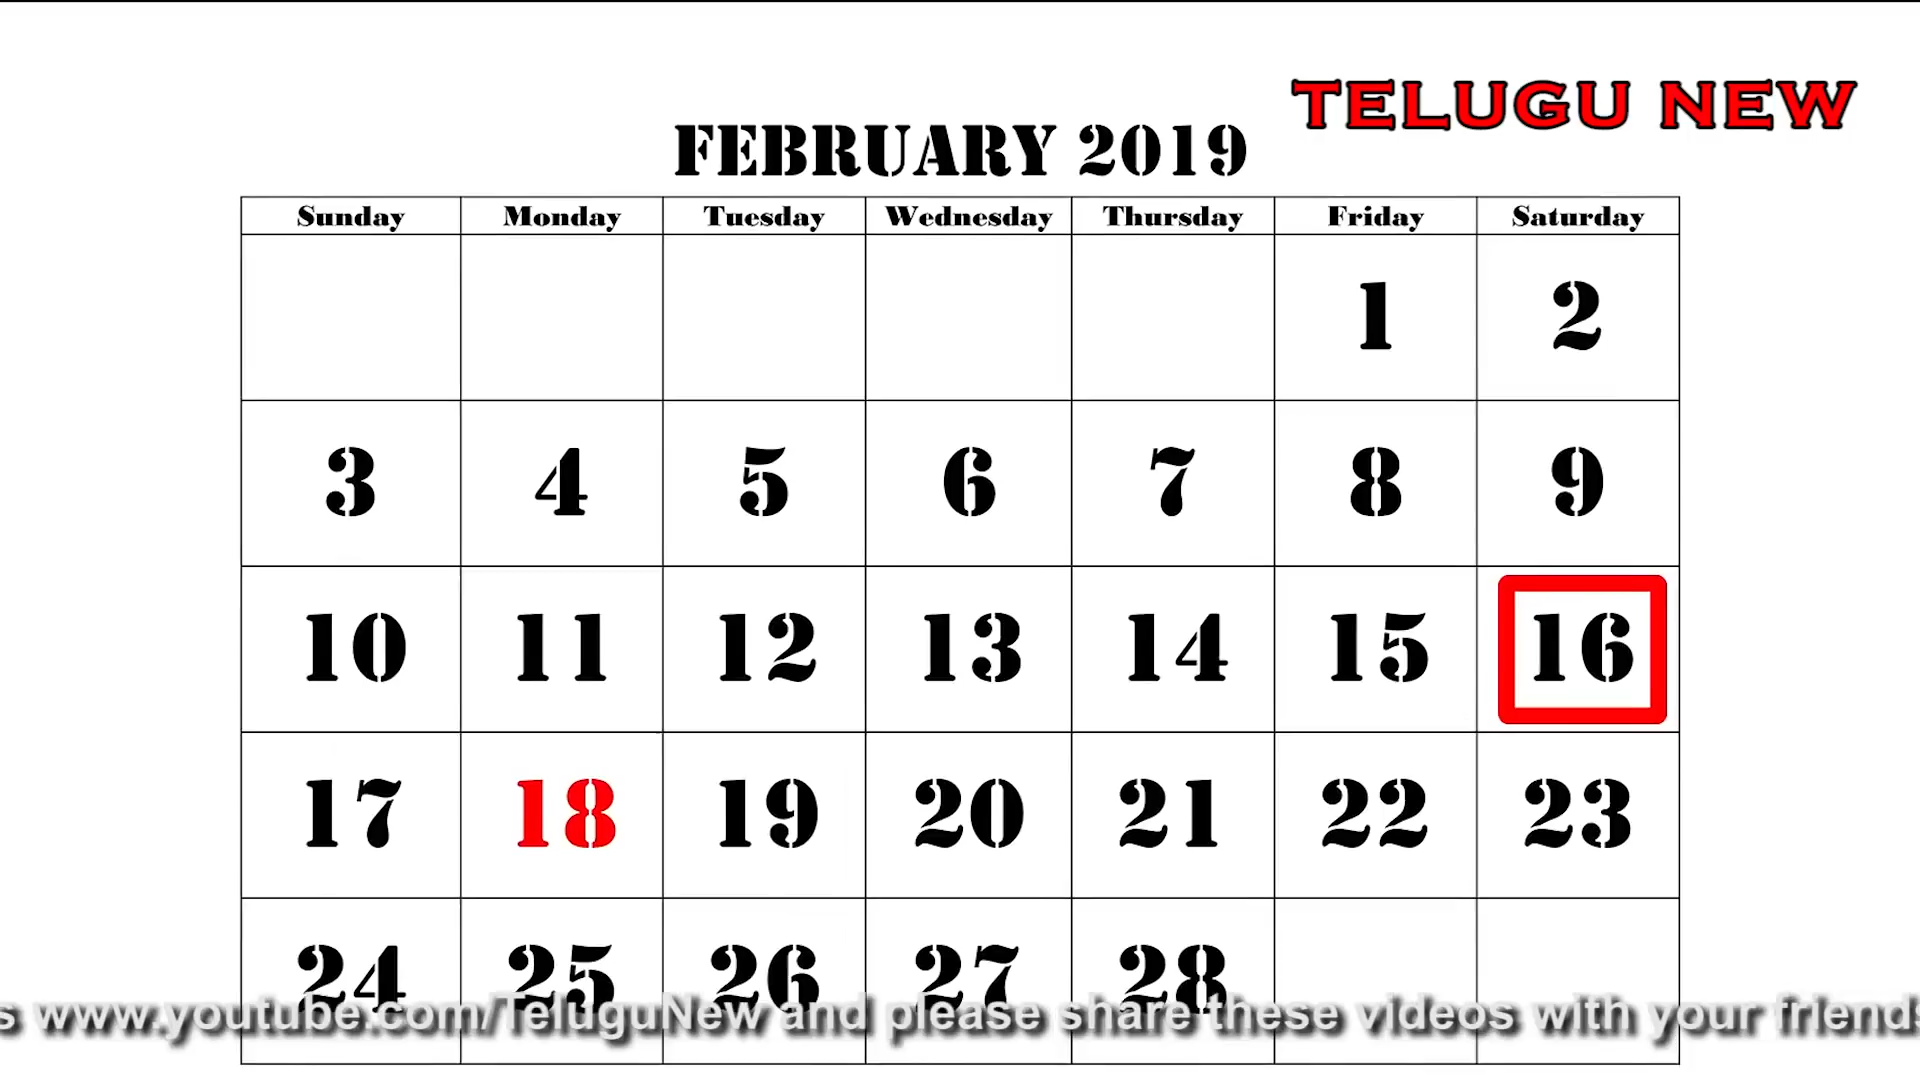 TELUGU NEW
FEBRUARY 2019
Sunday Monday Tuesday Wednesday Thursday Friday Saturday
1 2
3 4 5 6 7 8 9
10 11 12 13 14 15 16
17 18 19 20 21 22 23
24 25 26 27 28
s www.youtube.com/TeluguNew and please share these videos with your friends